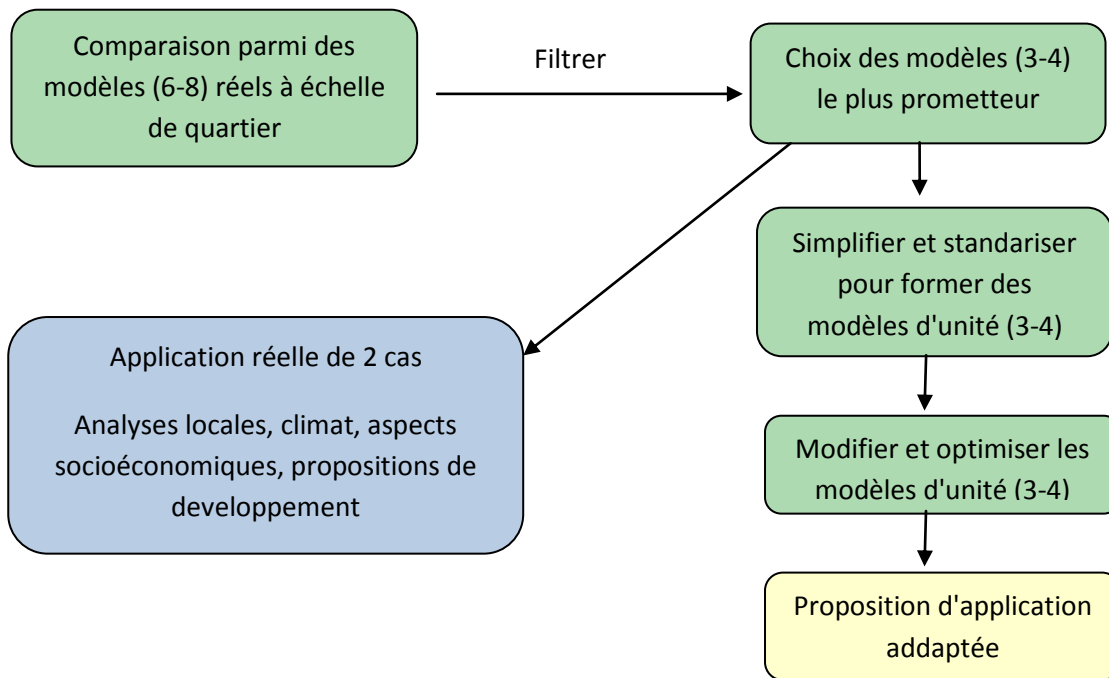 Comparaison parmi des
modèles (6-8) réels à échelle
de quartier
Filtrer
Choix des modèles (3-4)
le plus prometteur
Simplifier et standariser
pour former des
modèles d'unité (3-4)
Application réelle de 2 cas
Analyses locales, climat, aspects
socioéconomiques, propositions de
developpement
Modifier et optimiser les
modèles d'unité (3-4)
Proposition d'application
addaptée